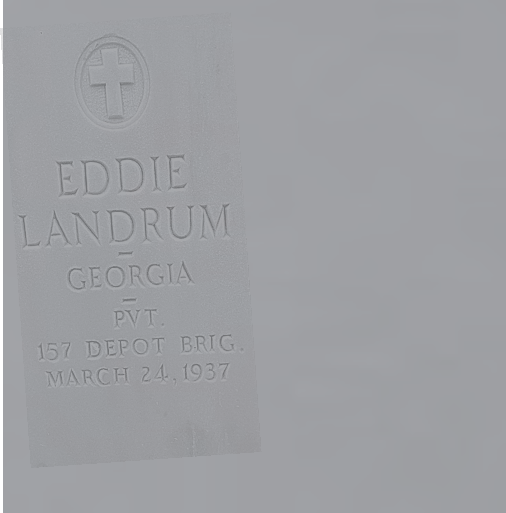 EDDIE
LANDRUM
GEORGIA
PVT.
157 DEPOT BRIG.
MARCH 24, 1937